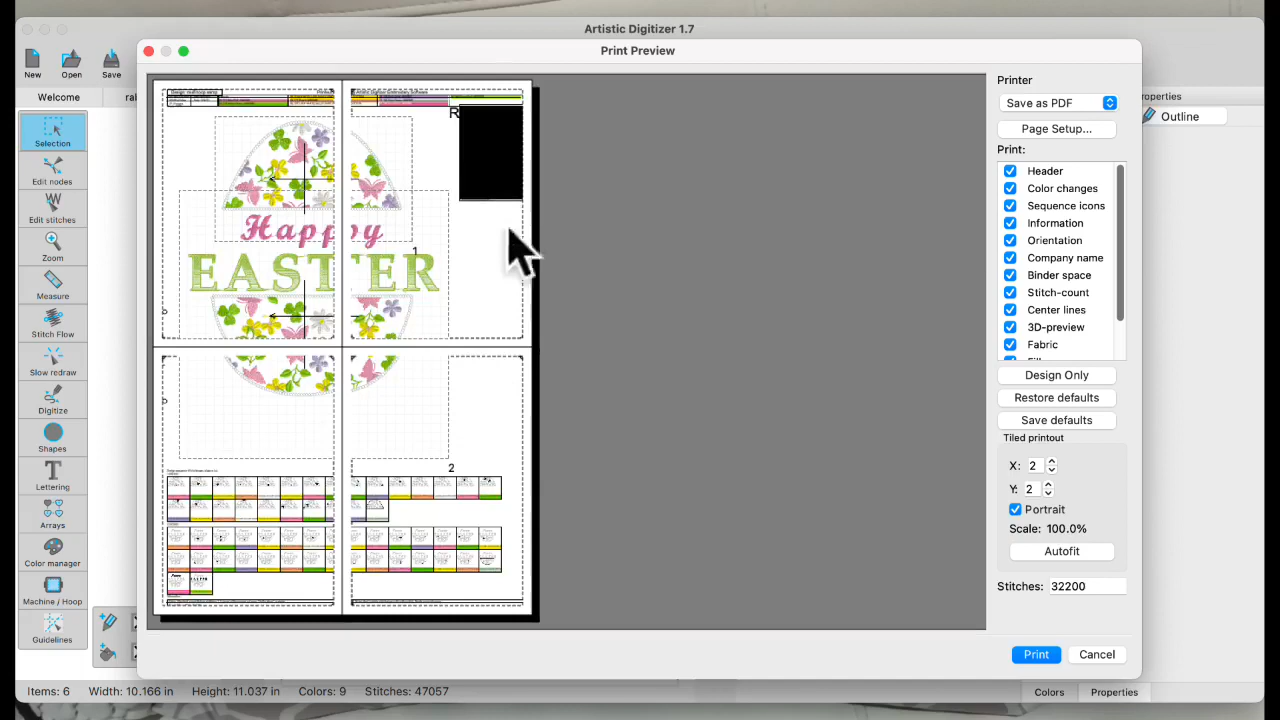 Artistic Digitizer 1.7
Print Preview
New
Open
Save
Welcome
Selection
Edit nodes
Edit stitches
Zoom
Measure
Stitch Flow
Slow redraw
Digitize
Shapes
Lettering
Arrays
Color manager
Machine / Hoop
Guidelines
R
Happy
1
EASTER
2
Printer
Save as PDF
Page Setup...
Print:
Header
Color changes
Sequence icons
Information
Orientation
Company name
Binder space
Stitch-count
Center lines
3D-preview
Fabric
Design Only
Restore defaults
Save defaults
Tiled printout
X: 2
Y: 2
Portrait
Scale: 100.0%
Autofit
Stitches: 32200
Print
Cancel
Outline
Items: 6
Width: 10.166 in
Height: 11.037 in
Colors: 9
Stitches: 47057
Colors
Properties